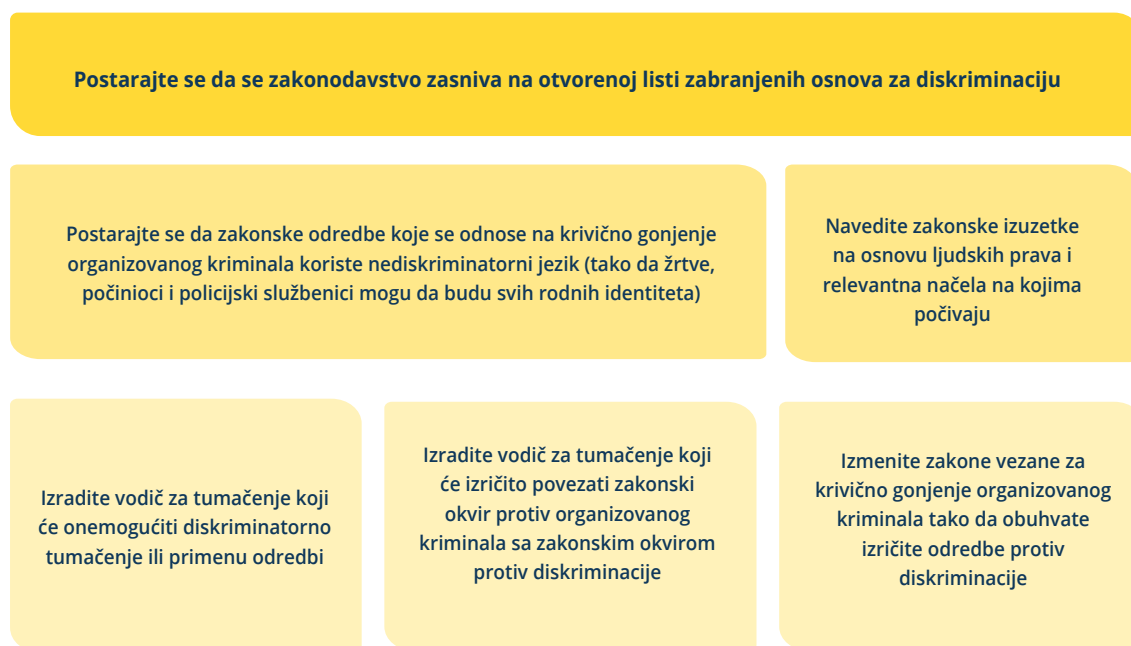 Postarajte se da se zakonodavstvo zasniva na otvorenoj listi zabranjenih osnova za diskriminaciju
Postarajte se da zakonske odredbe koje se odnose na krivično gonjenje
organizovanog kriminala koriste nediskriminatorni jezik (tako da žrtve,
počinioci i policijski službenici mogu da budu svih rodnih identiteta)
Navedite zakonske izuzetke
na osnovu ljudskih prava i
relevantna načela na kojima
počivaju
Izradite vodič za tumačenje koji
će onemogućiti diskriminatorno
tumačenje ili primenu odredbi
Izradite vodič za tumačenje koji
će izričito povezati zakonski
okvir protiv organizovanog
kriminala sa zakonskim okvirom
protiv diskriminacije
Izmenite zakone vezane za
krivično gonjenje organizovanog
kriminala tako da obuhvate
izričite odredbe protiv
diskriminacije